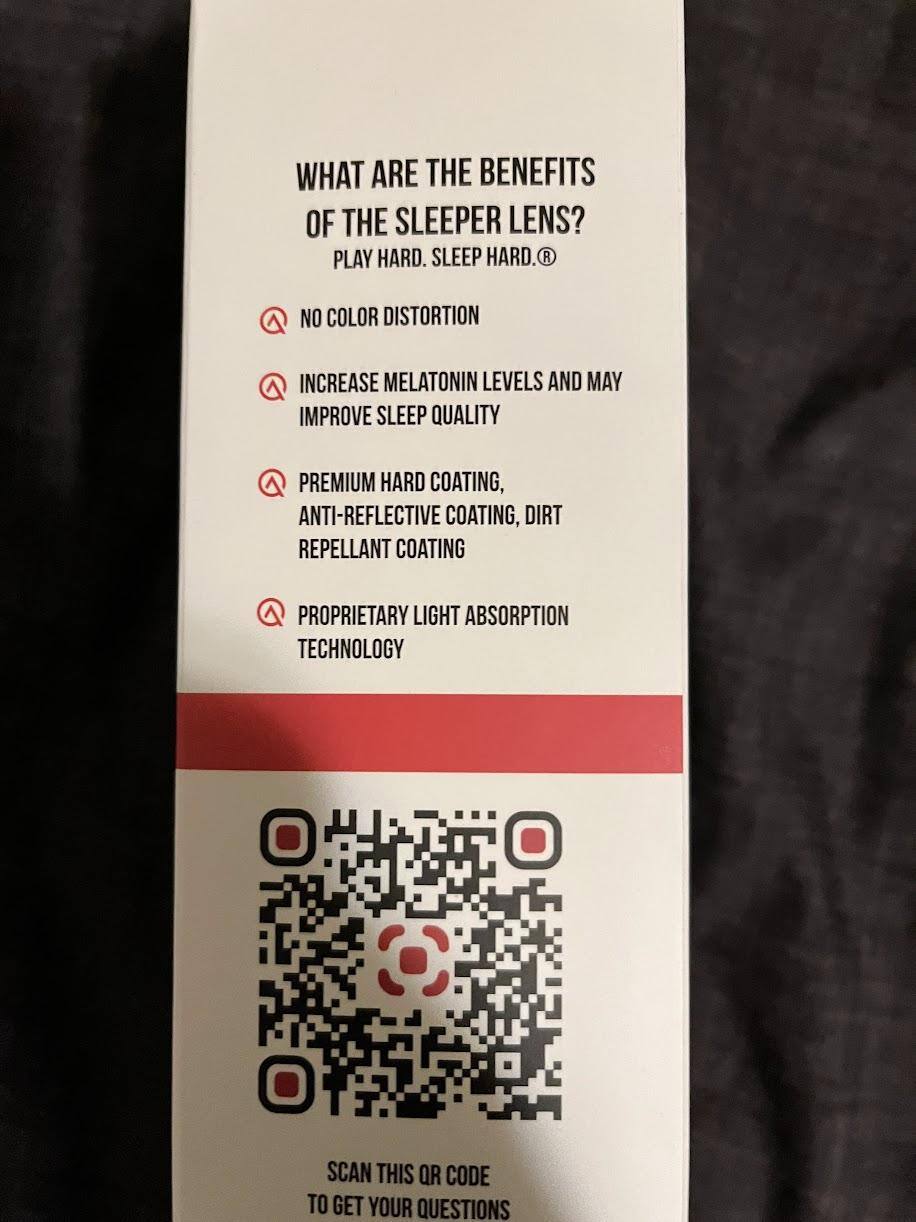 WHAT ARE THE BENEFITS
OF THE SLEEPER LENS?
PLAY HARD. SLEEP HARD.®
NO COLOR DISTORTION
INCREASE MELATONIN LEVELS AND MAY
IMPROVE SLEEP QUALITY
PREMIUM HARD COATING,
ANTI-REFLECTIVE COATING, DIRT
REPELLANT COATING
PROPRIETARY LIGHT ABSORPTION
TECHNOLOGY
SCAN THIS QR CODE
TO GET YOUR QUESTIONS